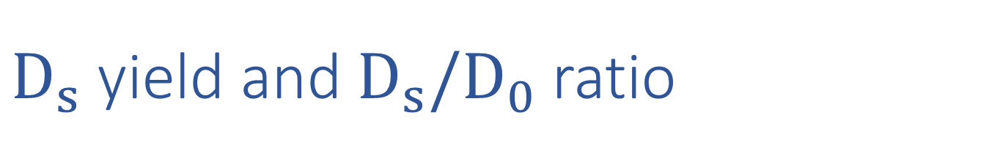 Dₛ yield and Dₛ/D₀ ratio